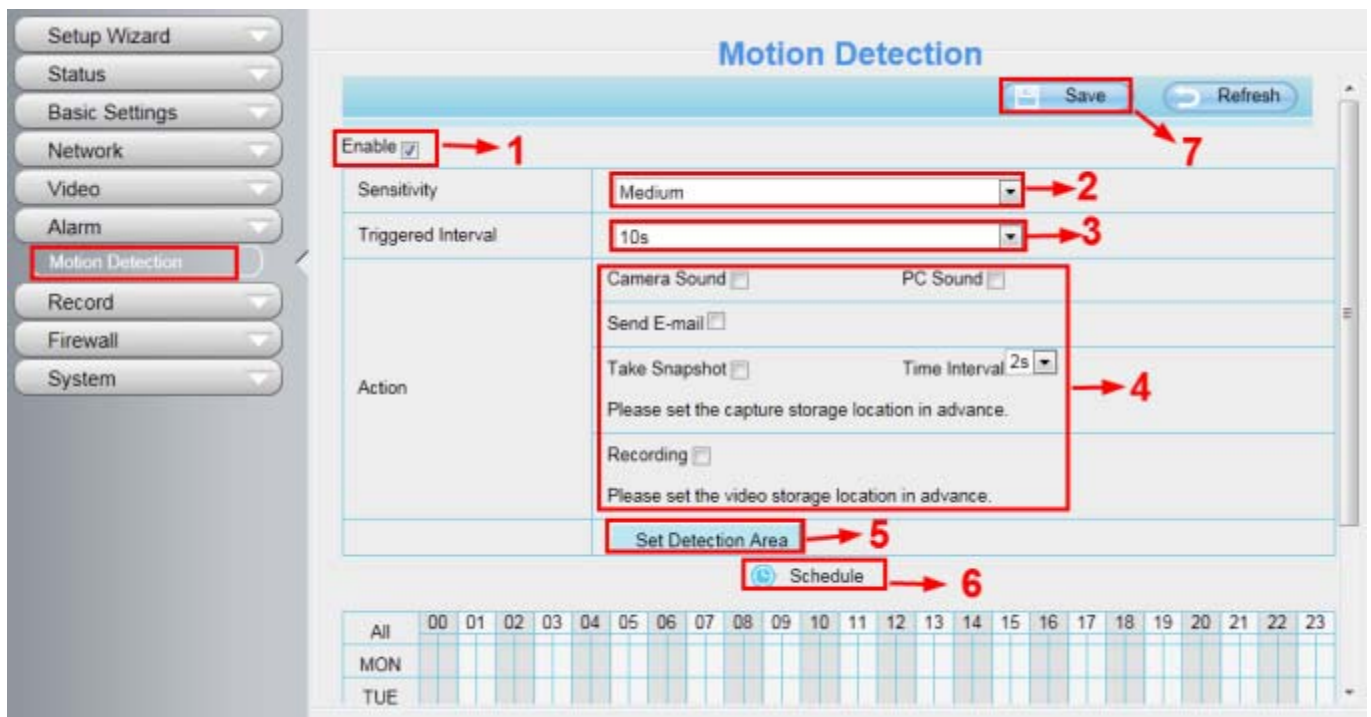 Setup Wizard
Status
Basic Settings
Network
Video
Alarm
Motion Detection
Record
Firewall
System
Motion Detection
Save Refresh
7
Enable 1
Sensitivity Medium 2
Triggered Interval 10s 3
Camera Sound PC Sound
Send E-mail
Take Snapshot Time Interval 2s
Action 4
Please set the capture storage location in advance.
Recording
Please set the video storage location in advance.
Set Detection Area 5
Schedule 6
All 00 01 02 03 04 05 06 07 08 09 10 11 12 13 14 15 16 17 18 19 20 21 22 23
MON
TUE